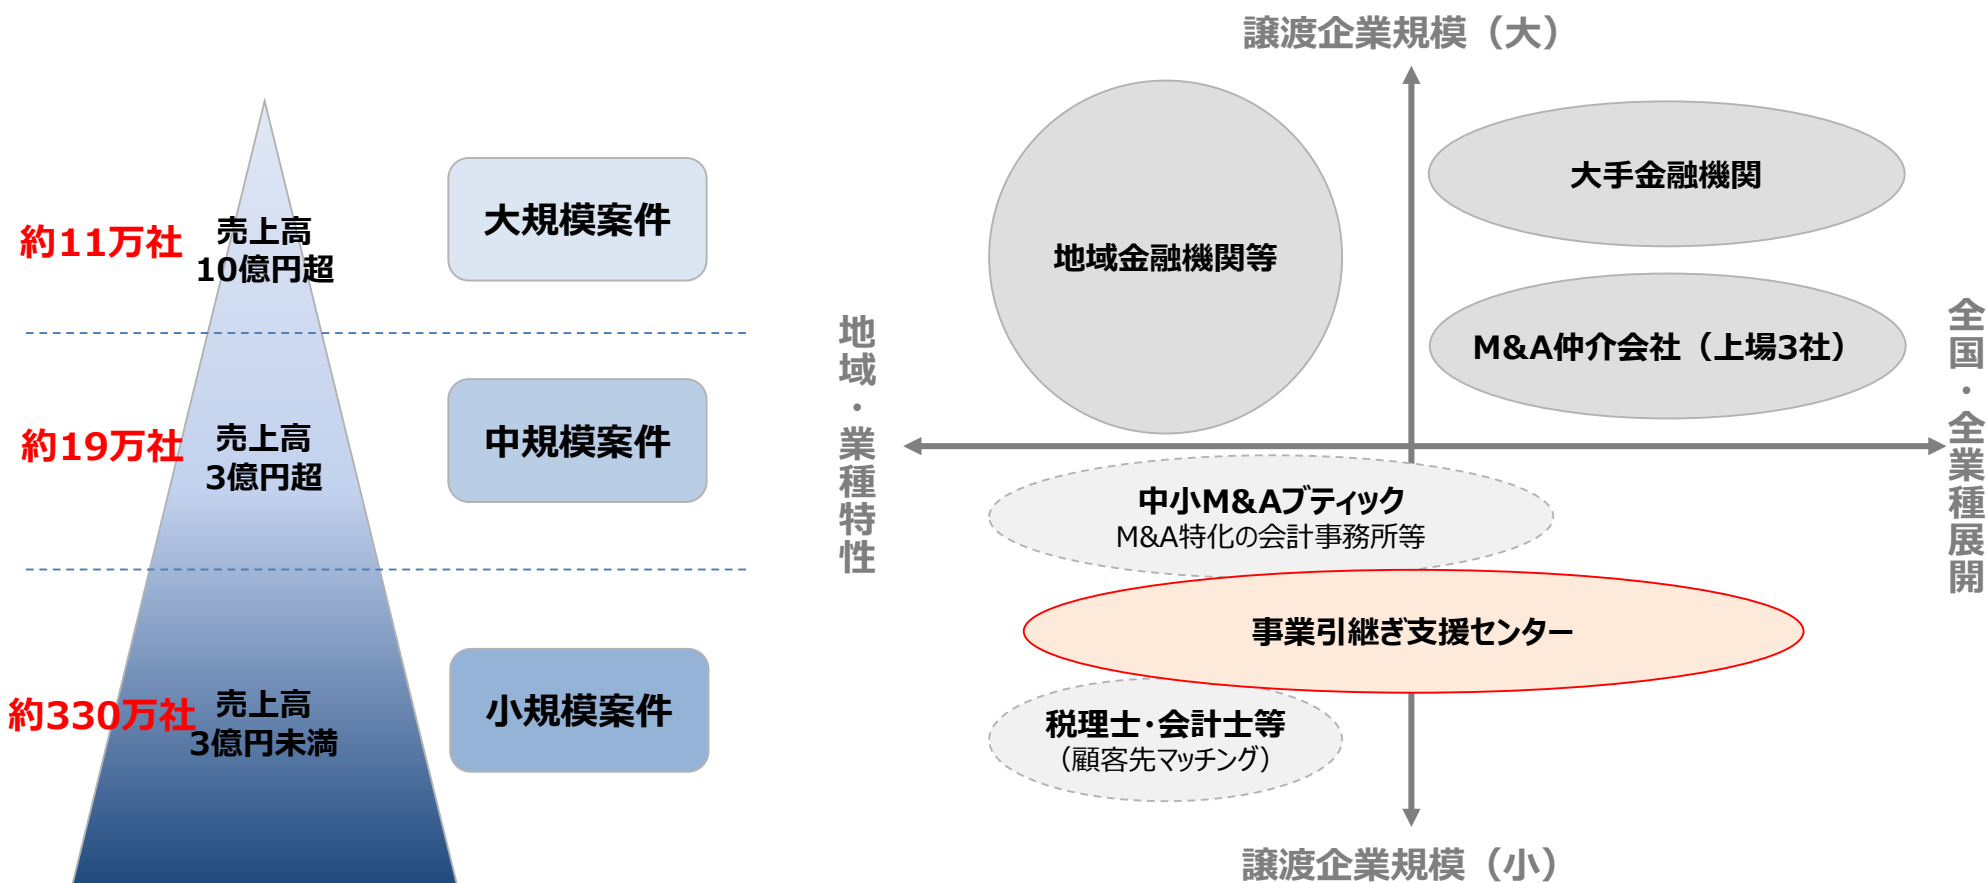 約11万社
売上高
10億円超
大規模案件
約19万社
売上高
3億円超
中規模案件
約330万社
売上高
3億円未満
小規模案件
譲渡企業規模（大）
地域・業種特性
全国・全業種展開
地域金融機関等
大手金融機関
M&A仲介会社（上場3社）
中小M&Aブティック
M&A特化の会計事務所等
事業引継ぎ支援センター
税理士・会計士等
（顧客先マッチング）
譲渡企業規模（小）